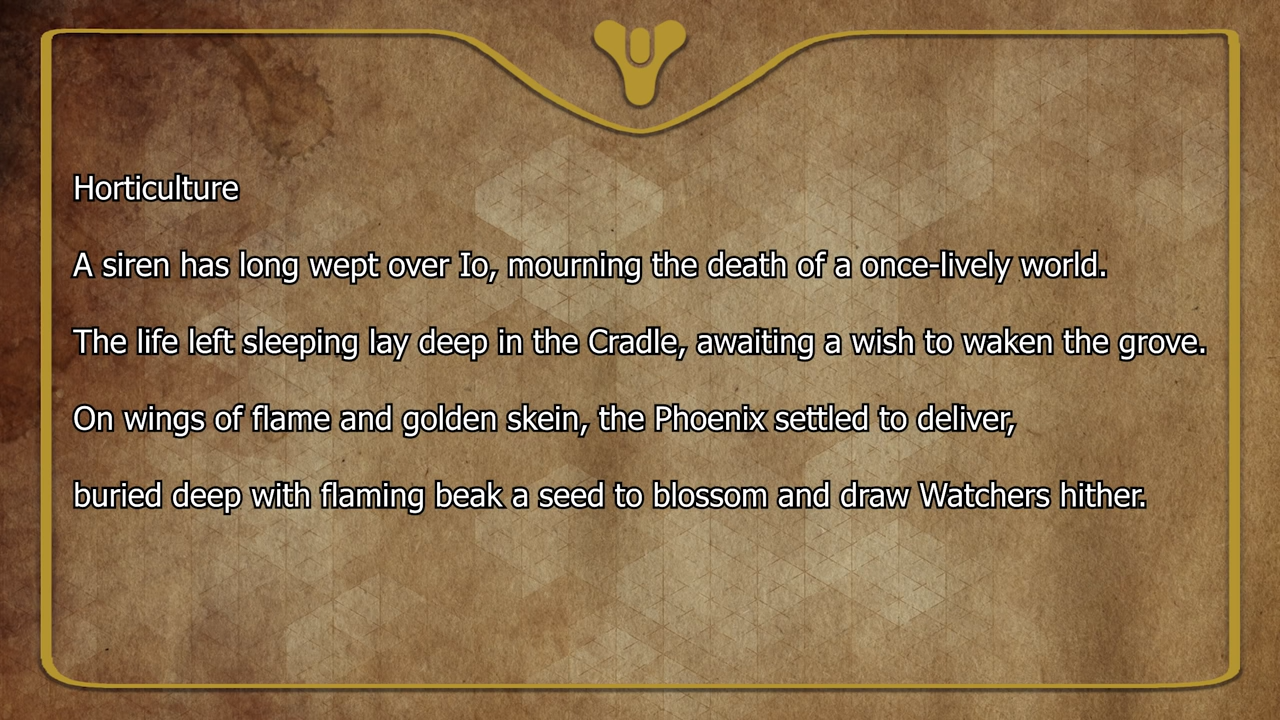 Horticulture
A siren has long wept over Io, mourning the death of a once-lively world.
The life left sleeping lay deep in the Cradle, awaiting a wish to waken the grove.
On wings of flame and golden skein, the Phoenix settled to deliver,
buried deep with flaming beak a seed to blossom and draw Watchers hither.